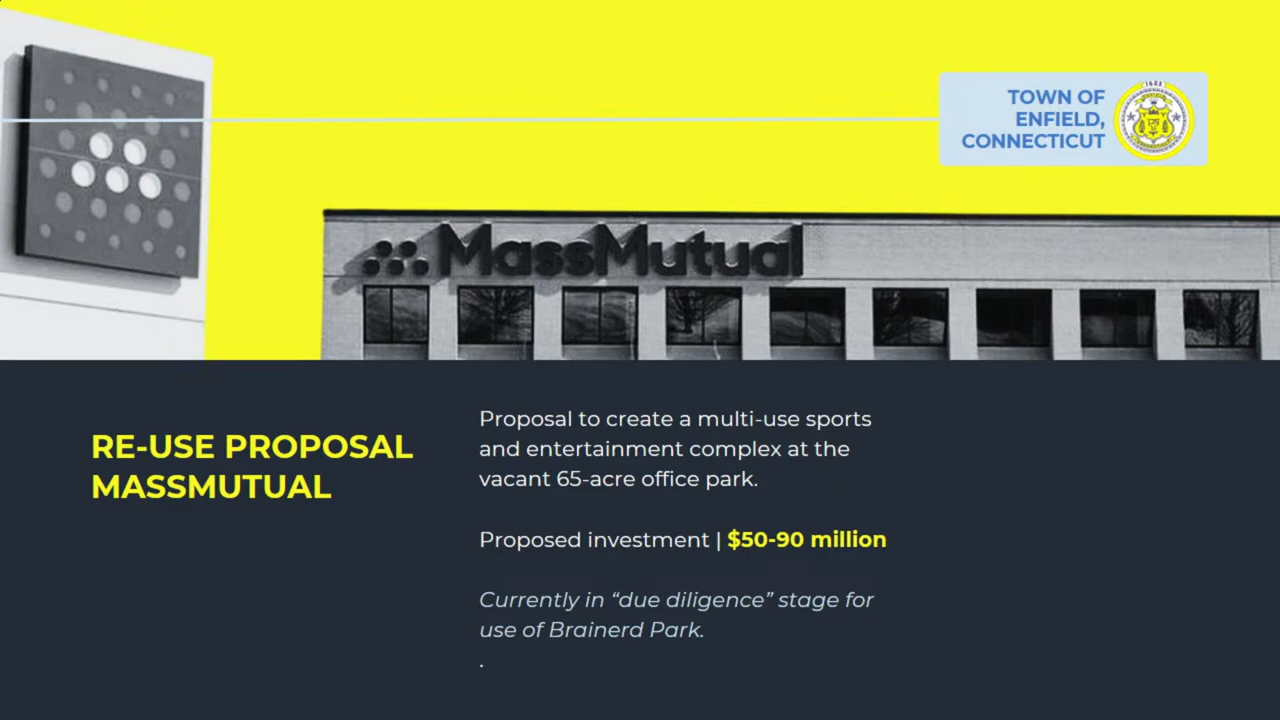 TOWN OF
ENFIELD,
CONNECTICUT
MassMutual
RE-USE PROPOSAL
MASSMUTUAL
Proposal to create a multi-use sports
and entertainment complex at the
vacant 65-acre office park.
Proposed investment | $50-90 million
Currently in “due diligence” stage for
use of Brainerd Park.
.